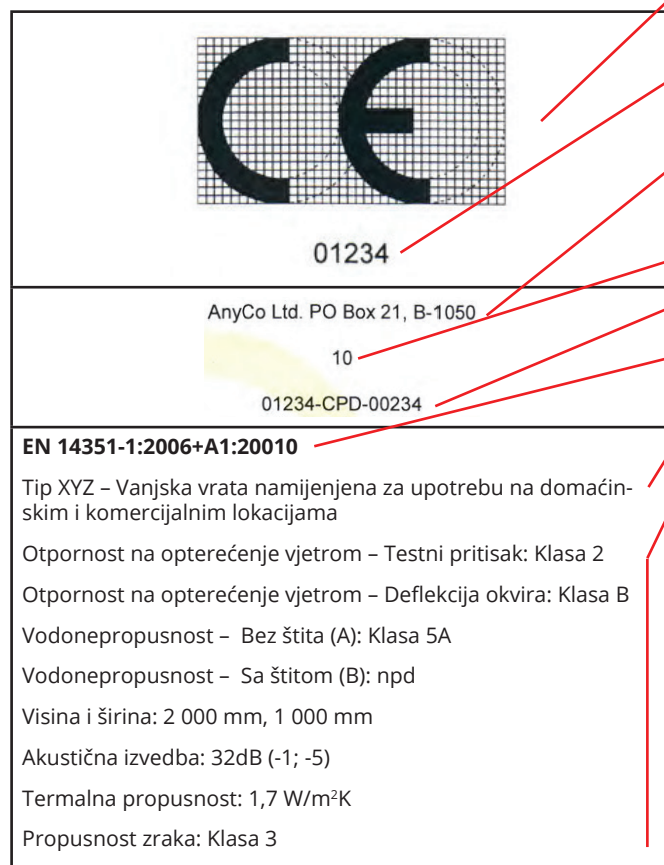 CE
01234
AnyCo Ltd. PO Box 21, B-1050
10
01234-CPD-00234
EN 14351-1:2006+A1:20010
Tip XYZ – Vanjska vrata namijenjena za upotrebu na domaćin-
skim i komercijalnim lokacijama
Otpornost na opterećenje vjetrom – Testni pritisak: Klasa 2
Otpornost na opterećenje vjetrom – Deflekcija okvira: Klasa B
Vodonepropusnost – Bez štita (A): Klasa 5A
Vodonepropusnost – Sa štitom (B): npd
Visina i širina: 2 000 mm, 1 000 mm
Akustična izvedba: 32dB (-1; -5)
Termalna propusnost: 1,7 W/m²K
Propusnost zraka: Klasa 3